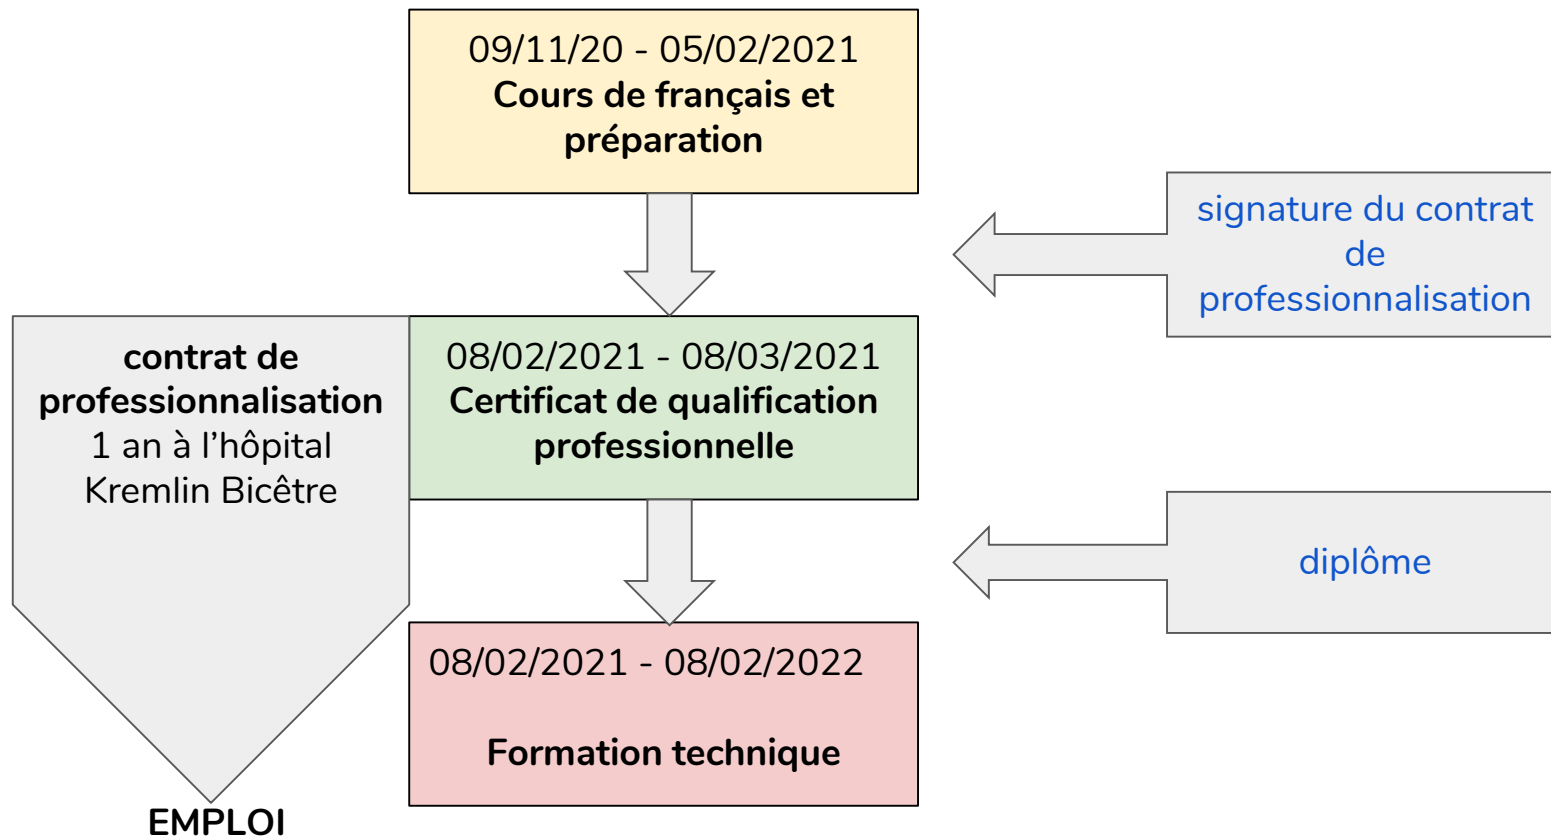 09/11/20 - 05/02/2021
Cours de français et
préparation
signature du contrat
de
professionnalisation
contrat de
professionnalisation
1 an à l’hôpital
Kremlin Bicêtre
08/02/2021 - 08/03/2021
Certificat de qualification
professionnelle
diplôme
08/02/2021 - 08/02/2022
Formation technique
EMPLOI